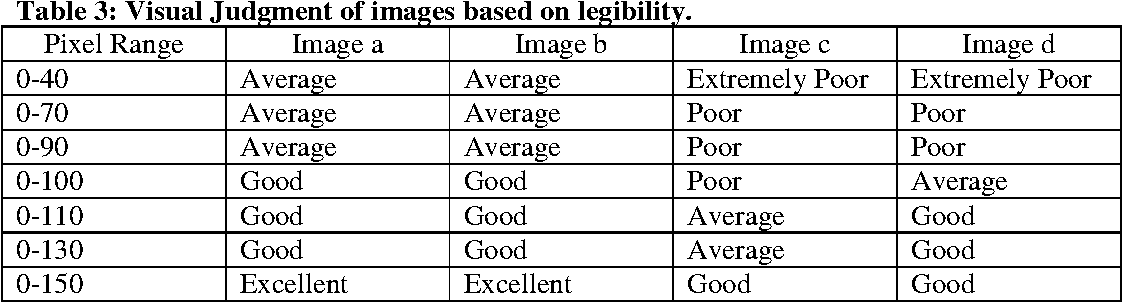 Table 3: Visual Judgment of images based on legibility.
Pixel Range Image a Image b Image c Image d
0-40 Average Average Extremely Poor Extremely Poor
0-70 Average Average Poor Poor
0-90 Average Average Poor Poor
0-100 Good Good Poor Average
0-110 Good Good Average Good
0-130 Good Good Average Good
0-150 Excellent Excellent Good Good